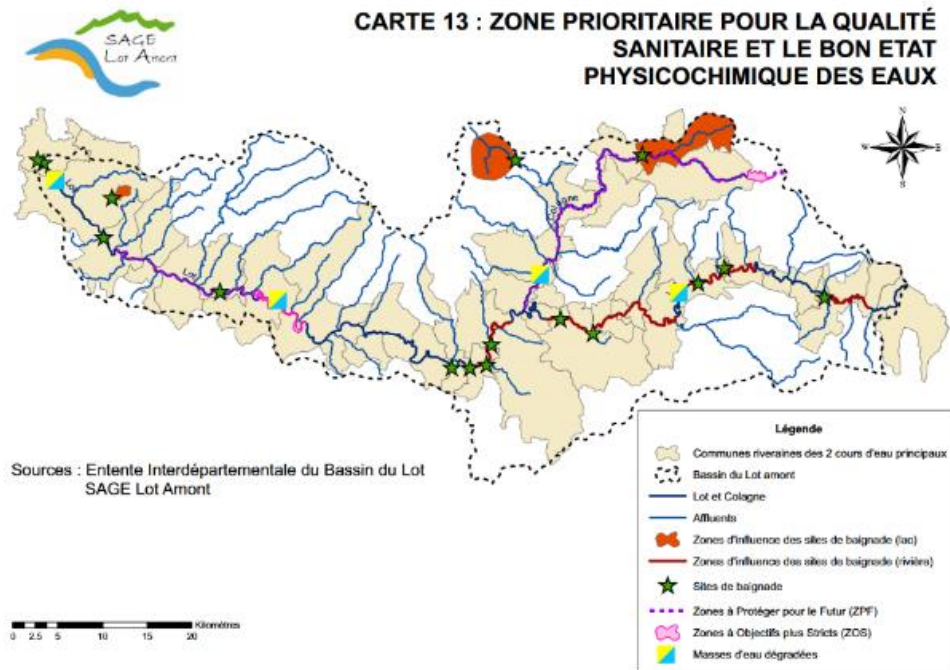 SAGE
Lot Amont
CARTE 13 : ZONE PRIORITAIRE POUR LA QUALITÉ
SANITAIRE ET LE BON ETAT
PHYSICOCHIMIQUE DES EAUX
N
W
E
S
Lot
Lot
Sources : Entente Interdépartementale du Bassin du Lot
SAGE Lot Amont
Légende
Communes riveraines des 2 cours d'eau principaux
Bassin du Lot amont
Lot et Colagne
Affluents
Zones d'influence des sites de baignade (lac)
Zones d'influence des sites de baignade (rivière)
Sites de baignade
Zones à Protéger pour le Futur (ZPF)
Zones à Objectifs plus Stricts (ZOS)
Masses d'eau dégradées
Kilomètres
0 2.5 5 10 15 20